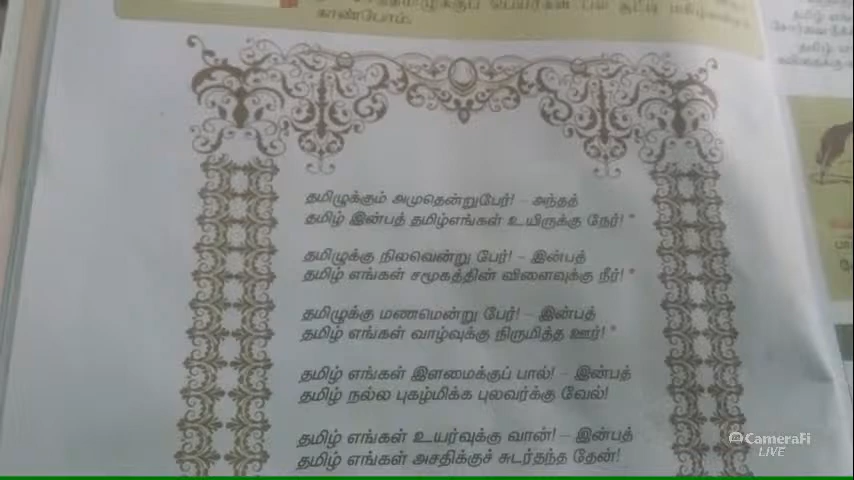 காண்போம்.
தமிழுக்கும் அமுதென்றுபேர்! – அந்தத்
தமிழ் இன்பத் தமிழ்எங்கள் உயிருக்கு நேர்! *
தமிழுக்கு நிலவென்று பேர்! – இன்பத்
தமிழ் எங்கள் சமூகத்தின் விளைவுக்கு நீர்! *
தமிழுக்கு மணமென்று பேர்! – இன்பத்
தமிழ் எங்கள் வாழ்வுக்கு நிருமித்த ஊர்! *
தமிழ் எங்கள் இளமைக்குப் பால்! – இன்பத்
தமிழ் நல்ல புகழ்மிக்க புலவர்க்கு வேல்!
தமிழ் எங்கள் உயர்வுக்கு வான்! – இன்பத்
தமிழ் எங்கள் அசதிக்குச் சுடர்தந்த தேன்!
CameraFi
LIVE